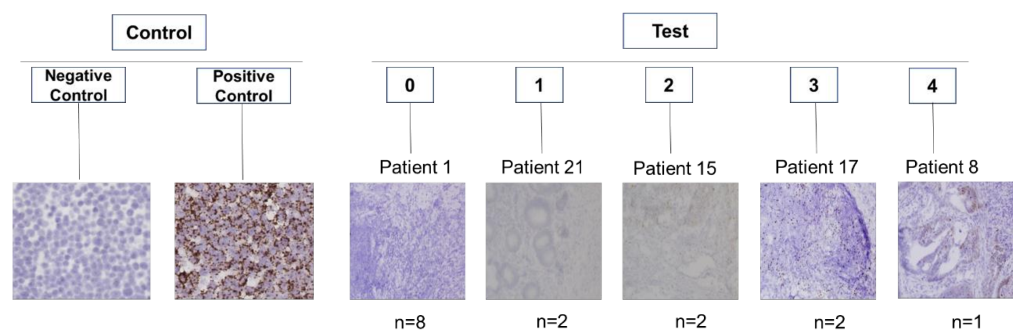 Control
Test
Negative
Control
Positive
Control
0
1
2
3
4
Patient 1
Patient 21
Patient 15
Patient 17
Patient 8
n=8
n=2
n=2
n=2
n=1